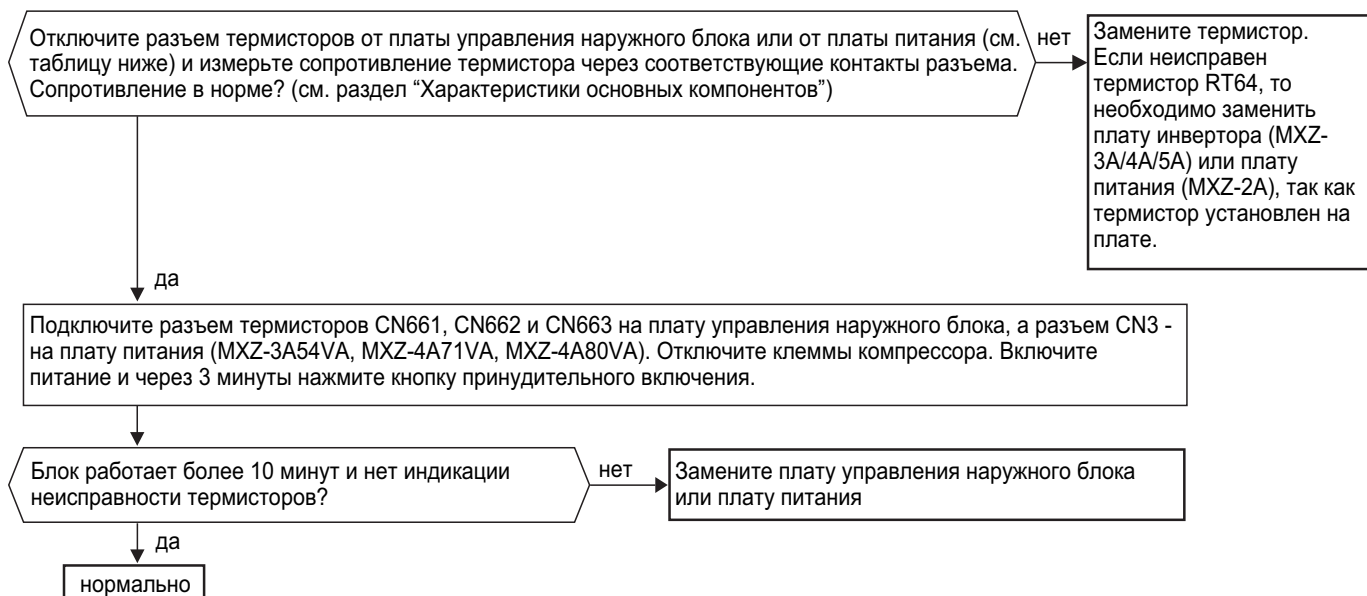 Отключите разъем термисторов от платы управления наружного блока или от платы питания (см.
таблицу ниже) и измерьте сопротивление термистора через соответствующие контакты разъема.
Сопротивление в норме? (см. раздел “Характеристики основных компонентов”)
нет
Замените термистор.
Если неисправен
термистор RT64, то
необходимо заменить
плату инвертора (MXZ-
3A/4A/5A) или плату
питания (MXZ-2A), так как
термистор установлен на
плате.
да
Подключите разъем термисторов CN661, CN662 и CN663 на плату управления наружного блока, а разъем CN3 -
на плату питания (MXZ-3A54VA, MXZ-4A71VA, MXZ-4A80VA). Отключите клеммы компрессора. Включите
питание и через 3 минуты нажмите кнопку принудительного включения.
Блок работает более 10 минут и нет индикации
неисправности термисторов?
нет
Замените плату управления наружного блока
или плату питания
да
нормально